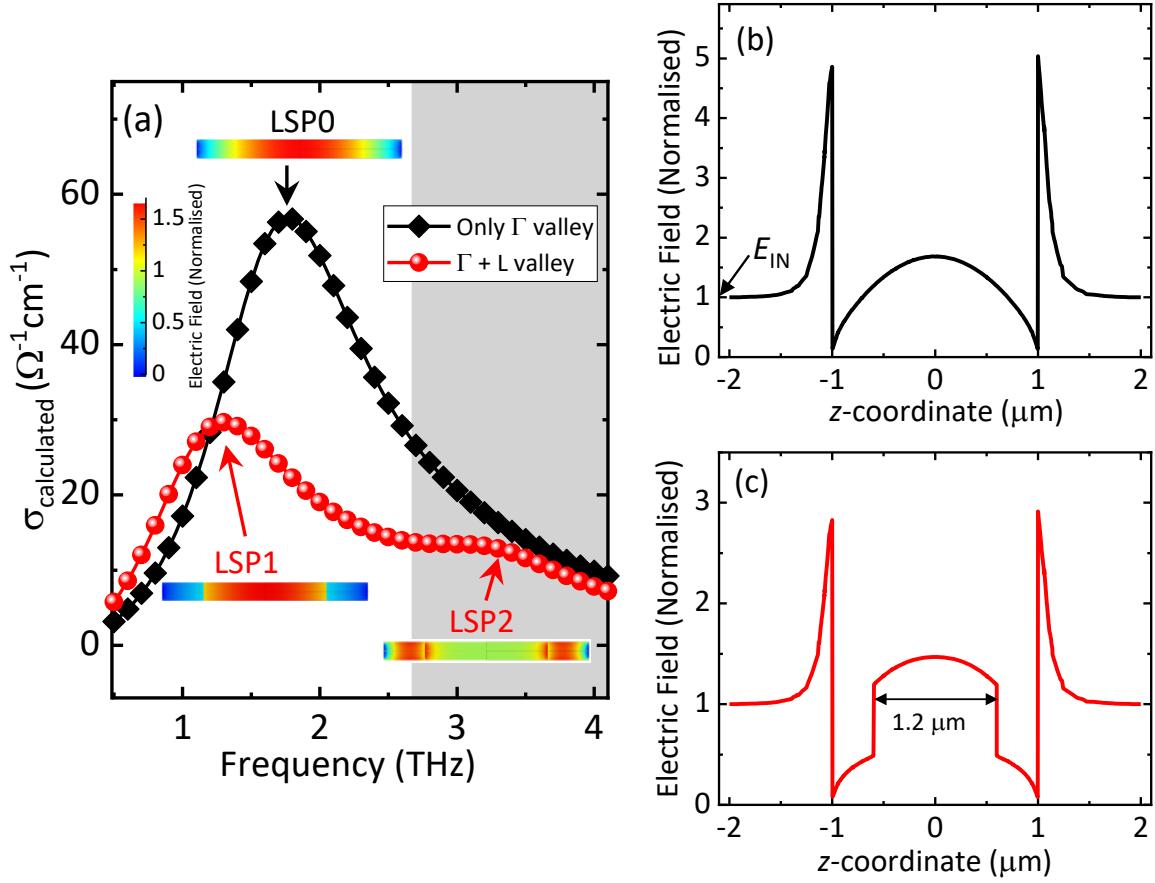 (a)
LSP0
1.5
1
0.5
0
Electric Field (Normalised)
Only Γ valley
Γ + L valley
LSP1
LSP2
60
40
20
0
σcalculated (Ω-1cm-1)
1 2 3 4
Frequency (THz)
(b)
EIN
5
4
3
2
1
0
Electric Field (Normalised)
-2 -1 0 1 2
z-coordinate (μm)
(c)
1.2 μm
3
2
1
0
Electric Field (Normalised)
-2 -1 0 1 2
z-coordinate (μm)